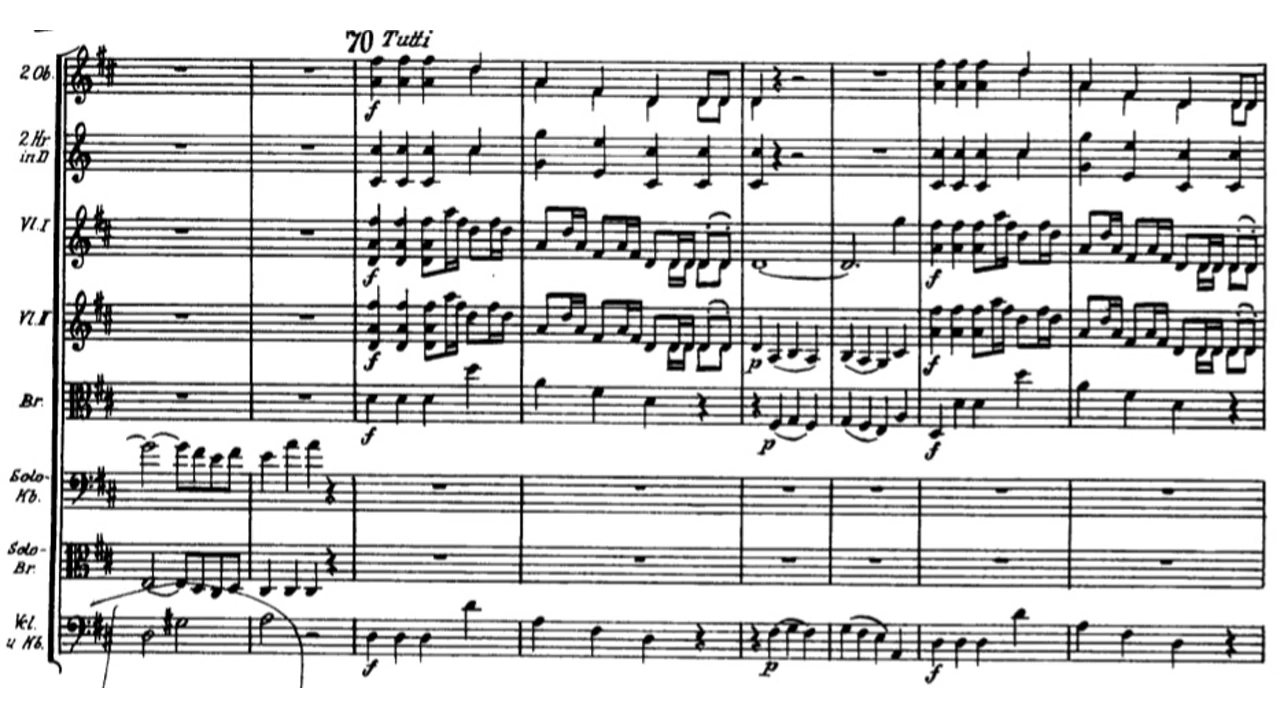 70 Tutti
2 Ob.
f
2 Hr
in D
Vl. I
f
f
Vl. II
f
p
f
Br.
f
p
f
Solo-
Kb.
Solo-
Br.
Vcl.
u Kb.
f
p
f